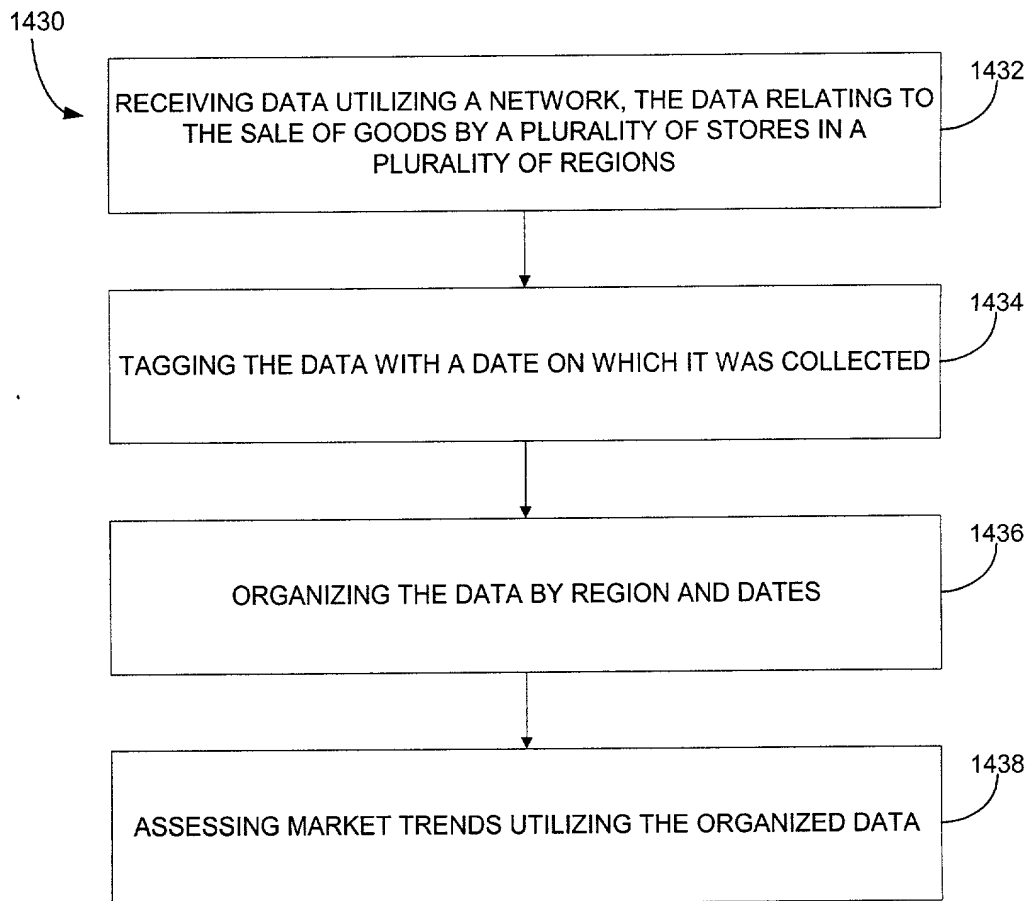 1430
1432
RECEIVING DATA UTILIZING A NETWORK, THE DATA RELATING TO
THE SALE OF GOODS BY A PLURALITY OF STORES IN A
PLURALITY OF REGIONS
1434
TAGGING THE DATA WITH A DATE ON WHICH IT WAS COLLECTED
1436
ORGANIZING THE DATA BY REGION AND DATES
1438
ASSESSING MARKET TRENDS UTILIZING THE ORGANIZED DATA